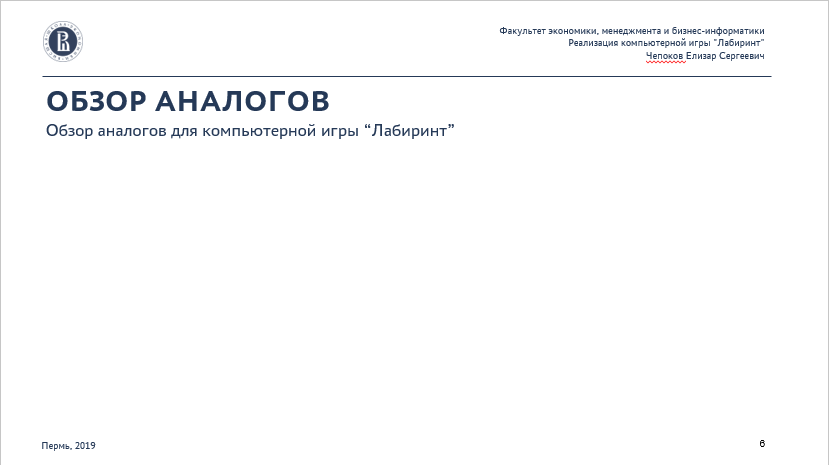 Факультет экономики, менеджмента и бизнес-информатики
Реализация компьютерной игры "Лабиринт"
Чепоков Елизар Сергеевич
ОБЗОР АНАЛОГОВ
Обзор аналогов для компьютерной игры “Лабиринт”
Пермь, 2019
6